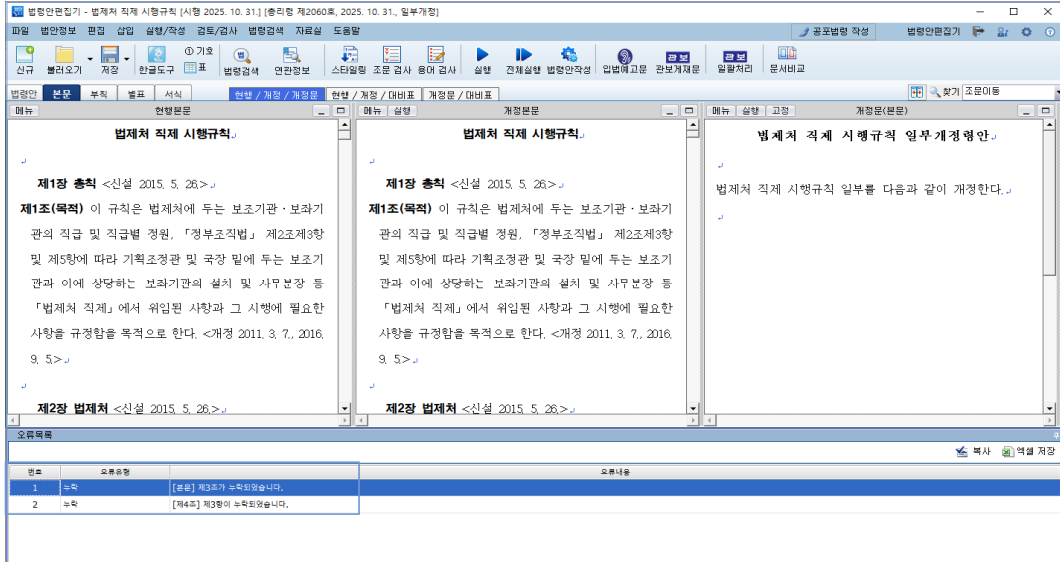 법령안편집기 - 법제처 직제 시행규칙 [시행 2025. 10. 31.] [총리령 제2060호, 2025. 10. 31., 일부개정]
파일 법안정보 편집 삽입 실행/작성 검토/검사 법령검색 자료실 도움말 공포법령 작성 법령안편집기
신규 불러오기 저장 한글도구 ①기호 표 법령검색 연관정보 스타일링 조문 검사 용어 검사 실행 전체실행 법령안작성 입법예고문 관보 관보게재문 관보 일괄처리 문서비교
법령안 본문 부칙 별표 서식 현행 / 개정 / 개정문 현행 / 개정 / 대비표 개정문 / 대비표 찾기 조문이동
메뉴 현행본문
법제처 직제 시행규칙
제1장 총칙 <신설 2015. 5. 26.>
제1조(목적) 이 규칙은 법제처에 두는 보조기관ㆍ보좌기
관의 직급 및 직급별 정원, 「정부조직법」 제2조제3항
및 제5항에 따라 기획조정관 및 국장 밑에 두는 보조기
관과 이에 상당하는 보좌기관의 설치 및 사무분장 등
「법제처 직제」에서 위임된 사항과 그 시행에 필요한
사항을 규정함을 목적으로 한다. <개정 2011. 3. 7., 2016.
9. 5.>
제2장 법제처 <신설 2015. 5. 26.>
메뉴 실행 개정본문
법제처 직제 시행규칙
제1장 총칙 <신설 2015. 5. 26.>
제1조(목적) 이 규칙은 법제처에 두는 보조기관ㆍ보좌기
관의 직급 및 직급별 정원, 「정부조직법」 제2조제3항
및 제5항에 따라 기획조정관 및 국장 밑에 두는 보조기
관과 이에 상당하는 보좌기관의 설치 및 사무분장 등
「법제처 직제」에서 위임된 사항과 그 시행에 필요한
사항을 규정함을 목적으로 한다. <개정 2011. 3. 7., 2016.
9. 5.>
제2장 법제처 <신설 2015. 5. 26.>
메뉴 실행 고정 개정문(본문)
법제처 직제 시행규칙 일부개정령안
법제처 직제 시행규칙 일부를 다음과 같이 개정한다.
오류목록
복사 엑셀 저장
번호 오류유형 오류내용
1 누락 [본문] 제3조가 누락되었습니다.
2 누락 [제4조] 제3항이 누락되었습니다.